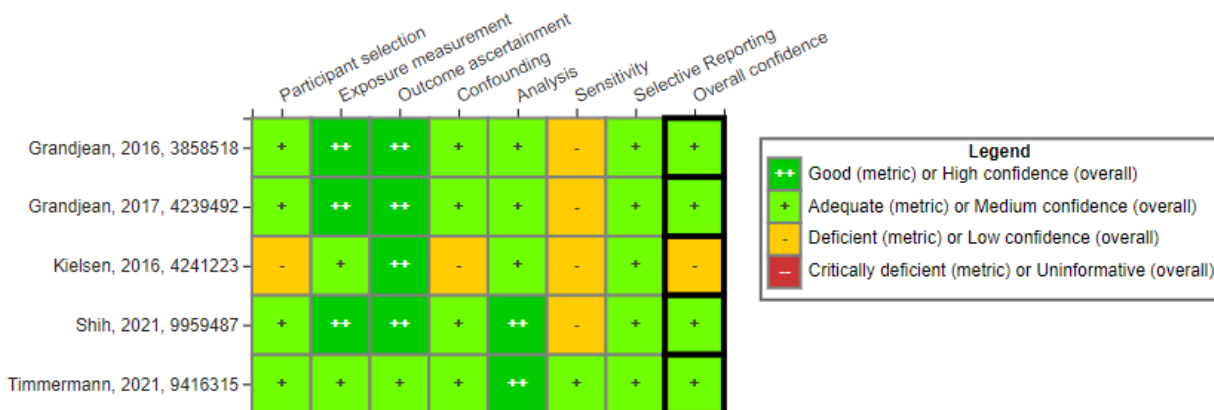 Participant selection
Exposure measurement
Outcome ascertainment
Confounding
Analysis
Sensitivity
Selective Reporting
Overall confidence
Grandjean, 2016, 3858518 + ++ ++ + + - + +
Grandjean, 2017, 4239492 + ++ ++ + + - + +
Kielsen, 2016, 4241223 - + ++ - + - + -
Shih, 2021, 9959487 + ++ ++ + ++ - + +
Timmermann, 2021, 9416315 + + + + ++ + + +
Legend
++ Good (metric) or High confidence (overall)
+ Adequate (metric) or Medium confidence (overall)
- Deficient (metric) or Low confidence (overall)
-- Critically deficient (metric) or Uninformative (overall)